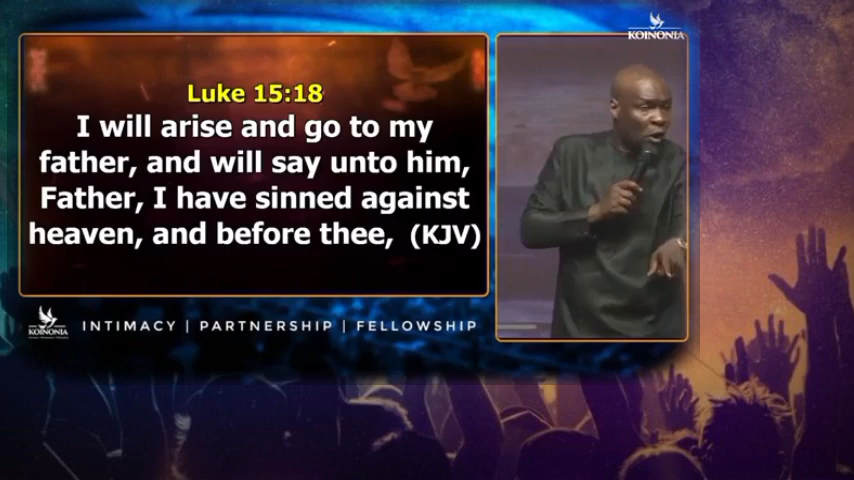 KOINONIA
Luke 15:18
I will arise and go to my
father, and will say unto him,
Father, I have sinned against
heaven, and before thee, (KJV)
KOINONIA
INTIMACY | PARTNERSHIP | FELLOWSHIP